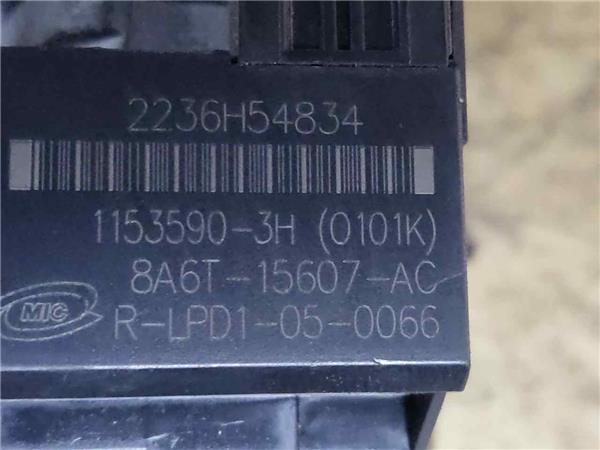 2236H54834
1153590-3H (0101K)
8A6T-15607-AC
MIC
R-LPD1-05-0066